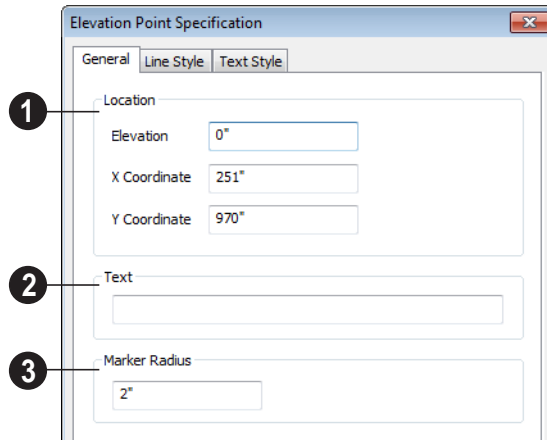 Elevation Point Specification
General Line Style Text Style
1 Location
Elevation 0"
X Coordinate 251"
Y Coordinate 970"
2 Text
3 Marker Radius
2"